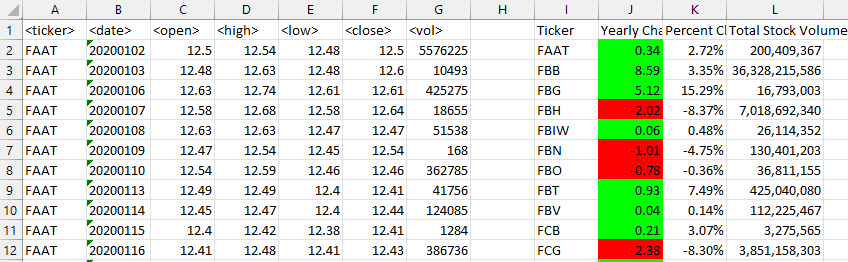 A B C D E F G H I J K L
1 <ticker> <date> <open> <high> <low> <close> <vol> Ticker Yearly Cha Percent Cl Total Stock Volume
2 FAAT 20200102 12.5 12.54 12.48 12.5 5576225 FAAT 0.34 2.72% 200,409,367
3 FAAT 20200103 12.48 12.63 12.48 12.6 10493 FBB 8.59 3.35% 36,328,215,586
4 FAAT 20200106 12.63 12.74 12.61 12.61 425275 FBG 5.12 15.29% 16,793,003
5 FAAT 20200107 12.58 12.68 12.58 12.64 18655 FBH -2.02 -8.37% 7,018,692,340
6 FAAT 20200108 12.63 12.63 12.47 12.47 51538 FBIW 0.06 0.48% 26,114,352
7 FAAT 20200109 12.47 12.54 12.45 12.54 168 FBN -1.01 -4.75% 130,401,203
8 FAAT 20200110 12.54 12.59 12.46 12.46 362785 FBO -0.78 -0.36% 36,811,155
9 FAAT 20200113 12.49 12.49 12.4 12.41 41756 FBT 0.93 7.49% 425,040,080
10 FAAT 20200114 12.45 12.47 12.4 12.44 124085 FBV 0.04 0.14% 112,225,467
11 FAAT 20200115 12.4 12.42 12.38 12.41 1284 FCB 0.21 3.07% 3,275,565
12 FAAT 20200116 12.41 12.48 12.41 12.43 386736 FCG -2.38 -8.30% 3,851,158,303